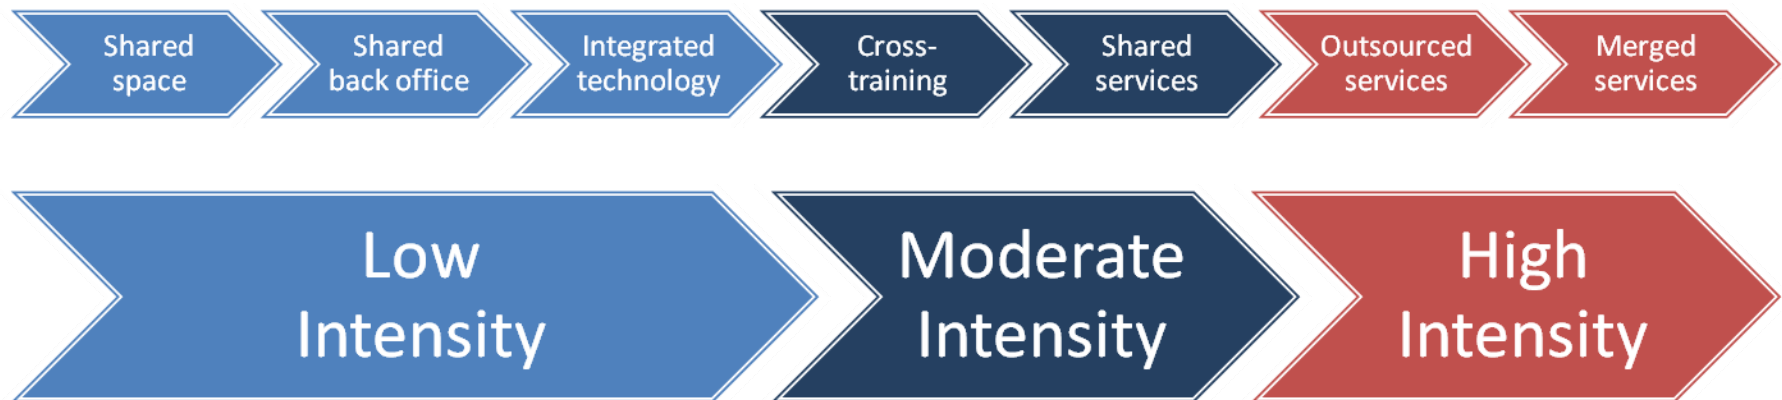 Shared
space
Shared
back office
Integrated
technology
Cross-
training
Shared
services
Outsourced
services
Merged
services
Low
Intensity
Moderate
Intensity
High
Intensity